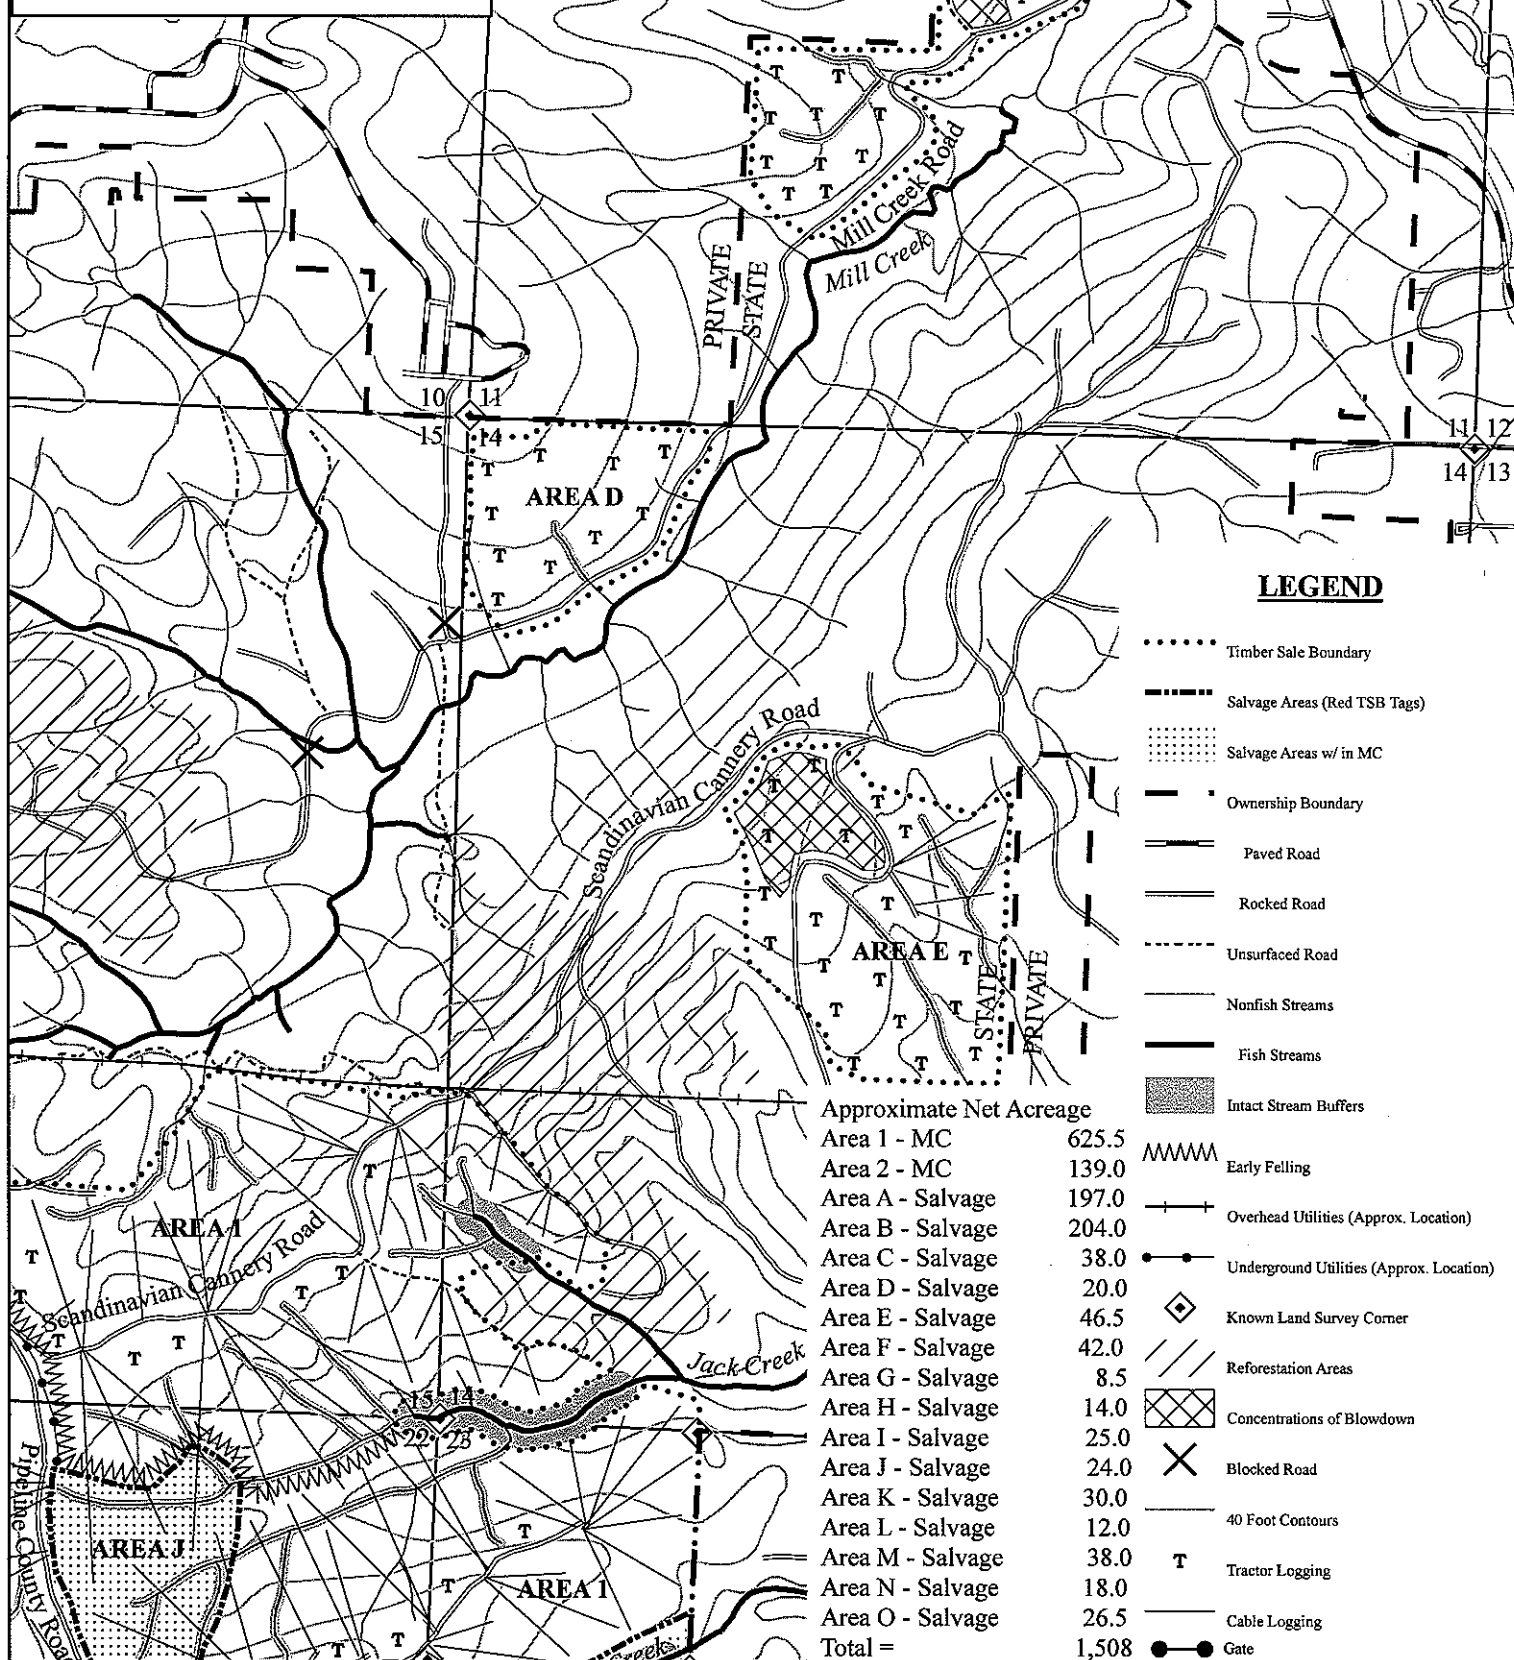 Mill Creek Road
Mill Creek
PRIVATE
STATE
10 11
15 14
11 12
14 13
AREA D
T
Scandinavian Cannery Road
AREA E
STATE
PRIVATE
AREA 1
Scandinavian Cannery Road
Jack Creek
15 14
22 23
Pipeline County Road
AREA J
AREA 1
Creek
LEGEND
Timber Sale Boundary
Salvage Areas (Red TSB Tags)
Salvage Areas w/ in MC
Ownership Boundary
Paved Road
Rocked Road
Unsurfaced Road
Nonfish Streams
Fish Streams
Intact Stream Buffers
Early Felling
Overhead Utilities (Approx. Location)
Underground Utilities (Approx. Location)
Known Land Survey Corner
Reforestation Areas
Concentrations of Blowdown
Blocked Road
40 Foot Contours
T Tractor Logging
Cable Logging
Gate
Approximate Net Acreage
Area 1 - MC 625.5
Area 2 - MC 139.0
Area A - Salvage 197.0
Area B - Salvage 204.0
Area C - Salvage 38.0
Area D - Salvage 20.0
Area E - Salvage 46.5
Area F - Salvage 42.0
Area G - Salvage 8.5
Area H - Salvage 14.0
Area I - Salvage 25.0
Area J - Salvage 24.0
Area K - Salvage 30.0
Area L - Salvage 12.0
Area M - Salvage 38.0
Area N - Salvage 18.0
Area O - Salvage 26.5
Total = 1,508